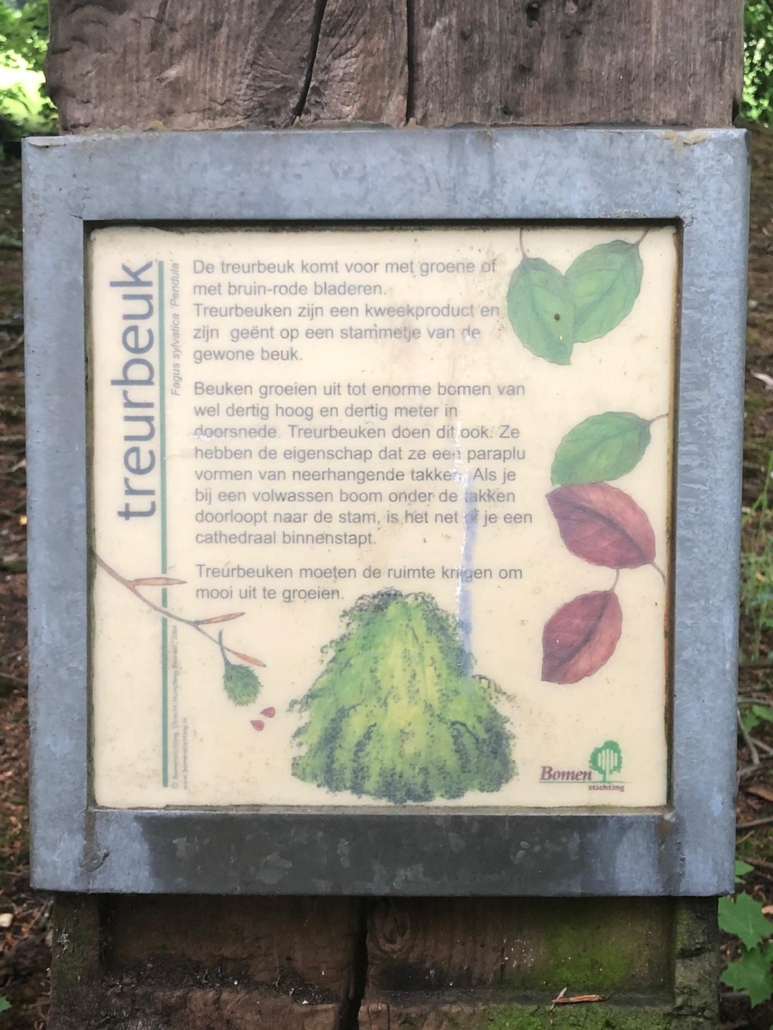 treurbeuk
Fagus sylvatica 'Pendula'
De treurbeuk komt voor met groene of
met bruin-rode bladeren.
Treurbeuken zijn een kweekproduct en
zijn geënt op een stammetje van de
gewone beuk.
Beuken groeien uit tot enorme bomen van
wel dertig hoog en dertig meter in
doorsnede. Treurbeuken doen dit ook. Ze
hebben de eigenschap dat ze een paraplu
vormen van neerhangende takken. Als je
bij een volwassen boom onder de takken
doorloopt naar de stam, is het net of je een
cathedraal binnenstapt.
Treurbeuken moeten de ruimte krijgen om
mooi uit te groeien.
© Bomenstichting
www.bomenstichting.nl
Bomen
stichting